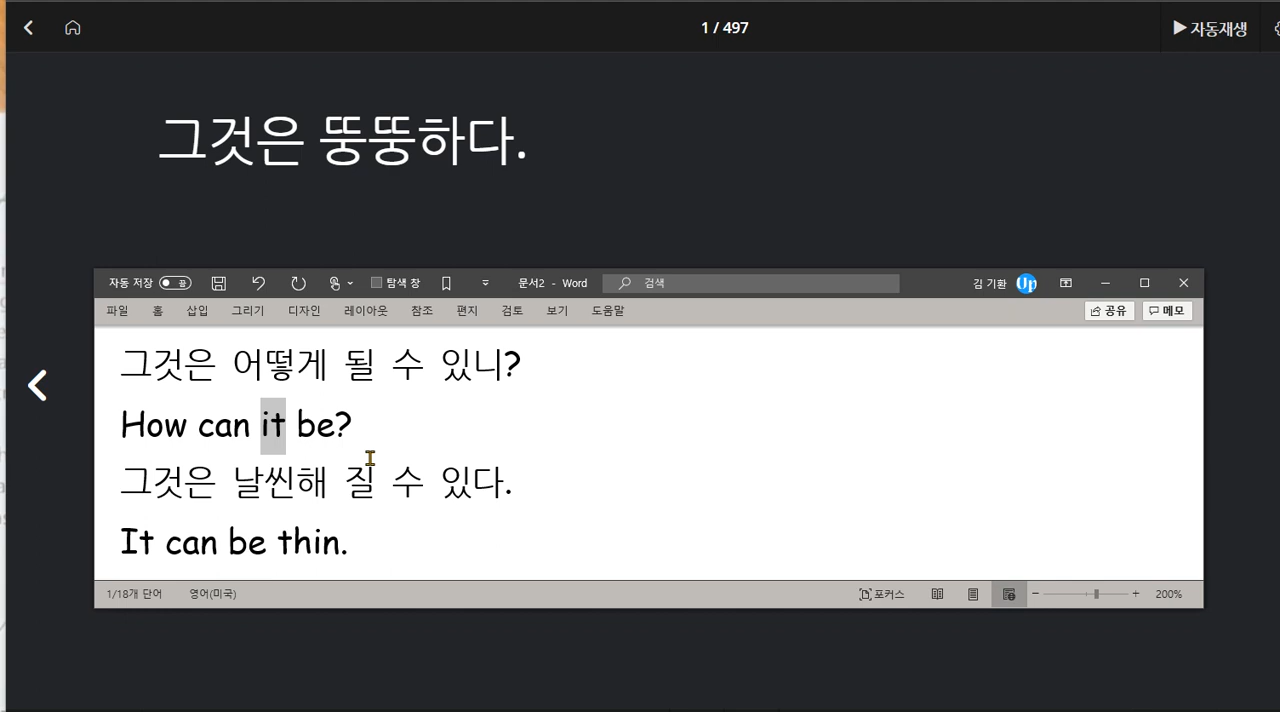 1 / 497
▶ 자동재생
그것은 뚱뚱하다.
자동 저장 끔 탐색 창 문서2 - Word 검색 김 기환 Up
파일 홈 삽입 그리기 디자인 레이아웃 참조 편지 검토 보기 도움말 공유 메모
그것은 어떻게 될 수 있니?
How can it be?
그것은 날씬해 질 수 있다.
It can be thin.
1/18개 단어 영어(미국) 포커스 200%